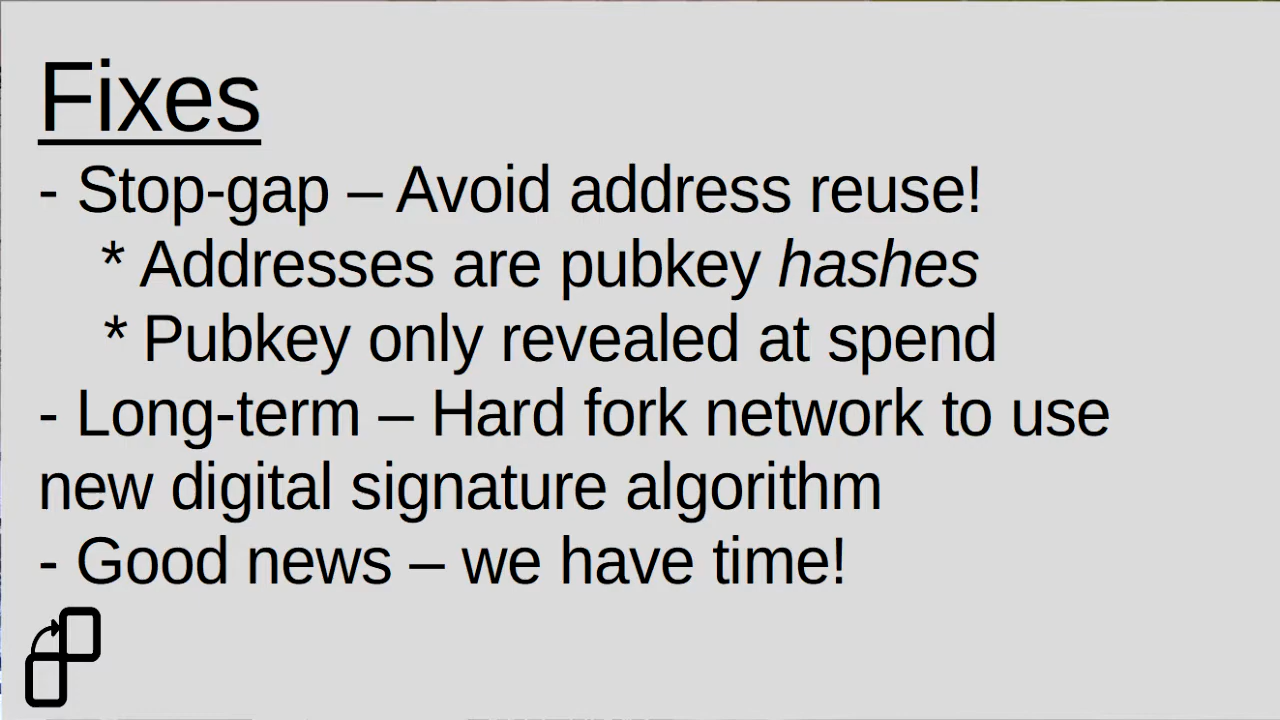 Fixes
- Stop-gap – Avoid address reuse!
* Addresses are pubkey hashes
* Pubkey only revealed at spend
- Long-term – Hard fork network to use
new digital signature algorithm
- Good news – we have time!